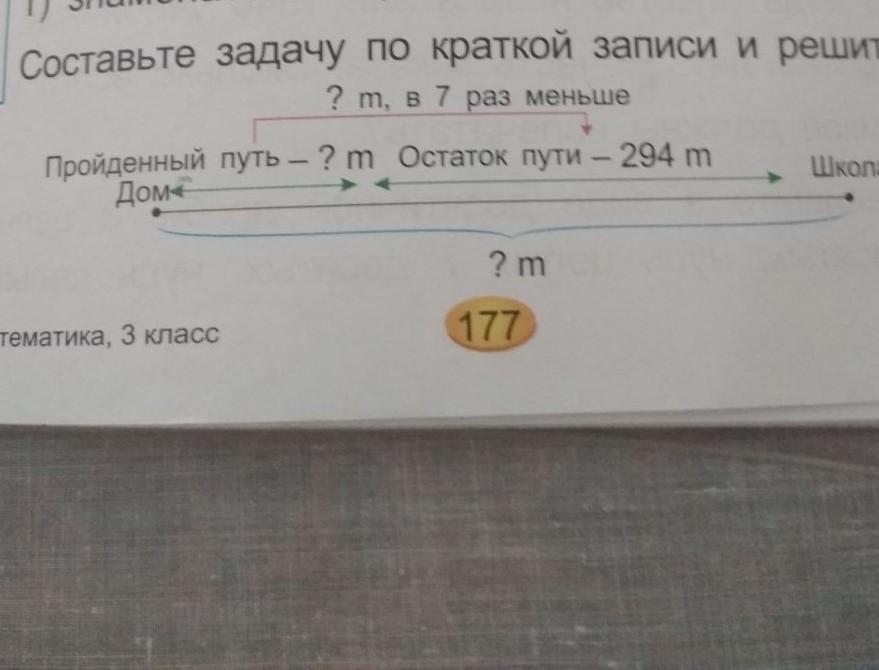 Составьте задачу по краткой записи и решит
? m, в 7 раз меньше
Пройденный путь – ? m Остаток пути – 294 m Школа
Дом
? m
тематика, 3 класс
177